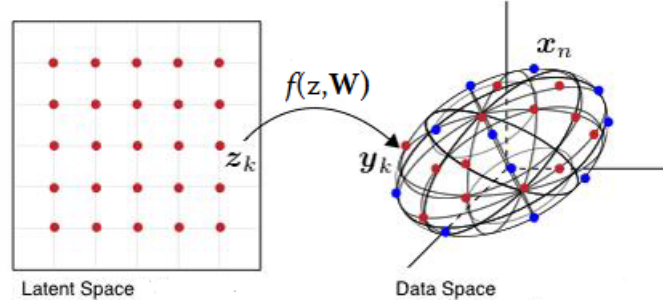 f(z,W)
z_k
y_k
x_n
Latent Space
Data Space